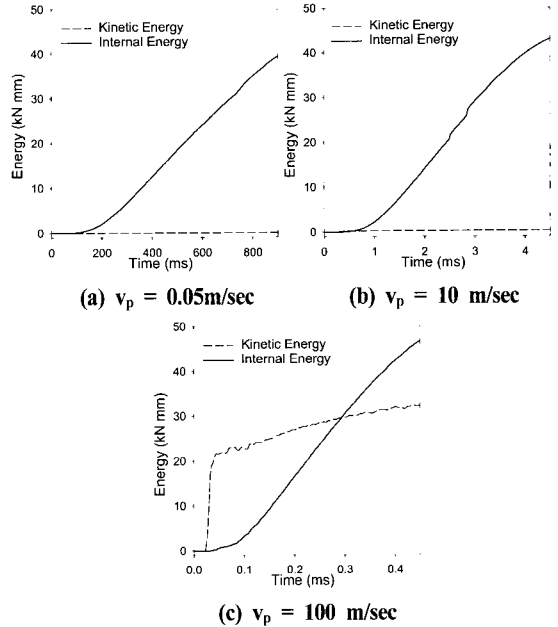 50
Kinetic Energy
Internal Energy
40
30
20
10
0
Energy (kN mm)
0 200 400 600 800
Time (ms)
(a) vₚ = 0.05m/sec
50
Kinetic Energy
Internal Energy
40
30
20
10
0
Energy (kN mm)
0 1 2 3 4
Time (ms)
(b) vₚ = 10 m/sec
50
Kinetic Energy
Internal Energy
40
30
20
10
0
Energy (kN mm)
0.0 0.1 0.2 0.3 0.4
Time (ms)
(c) vₚ = 100 m/sec